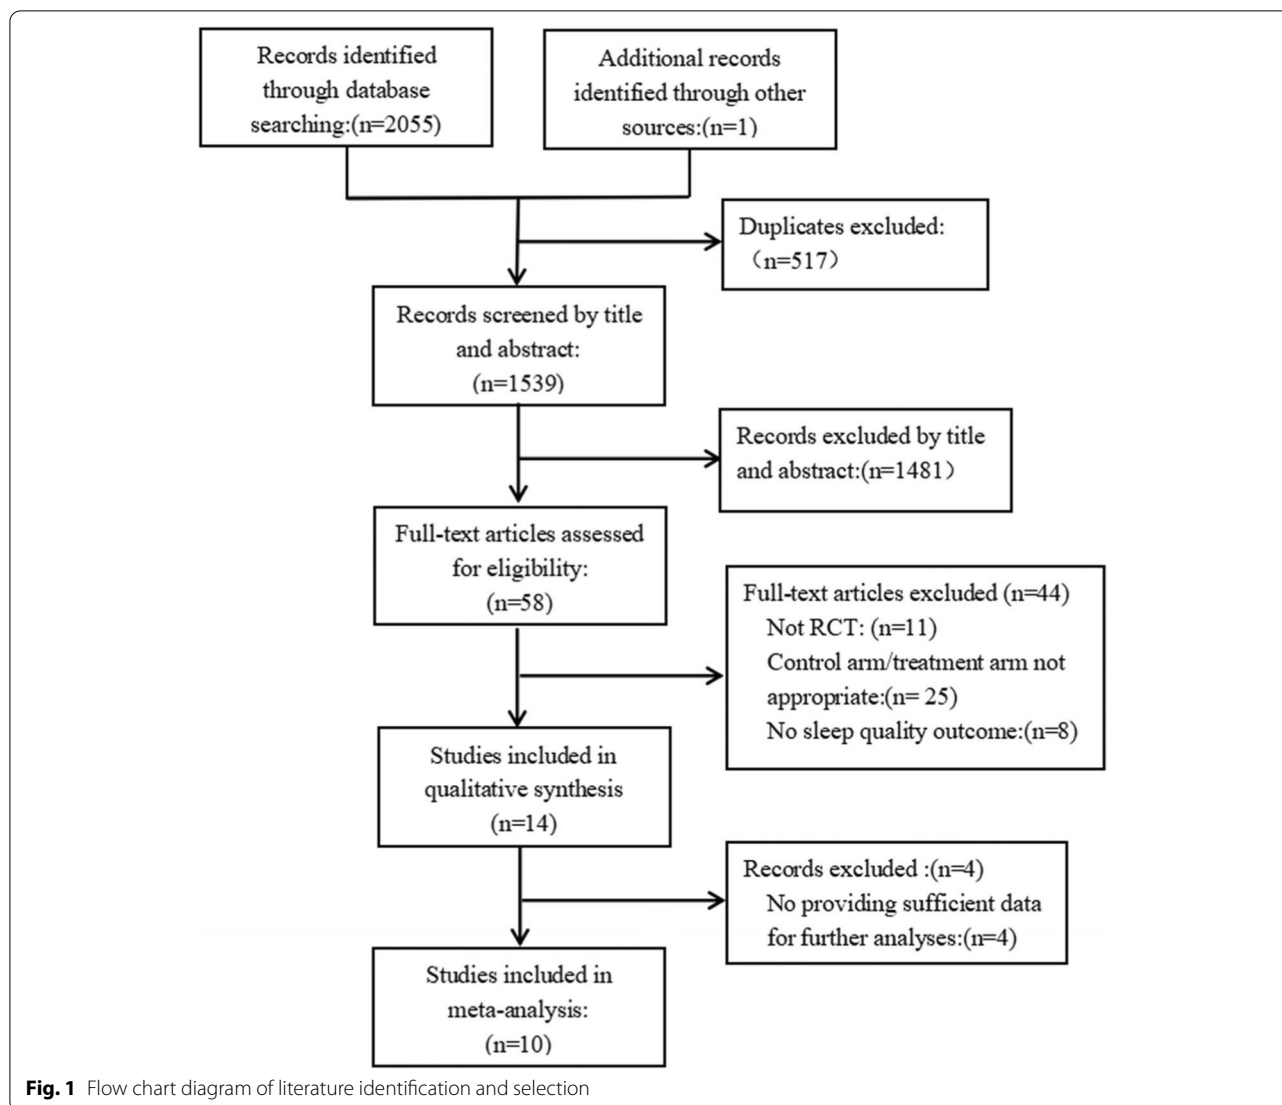 Records identified
through database
searching:(n=2055)
Additional records
identified through other
sources:(n=1)
Duplicates excluded:
（n=517）
Records screened by title
and abstract:
(n=1539)
Records excluded by title
and abstract:(n=1481）
Full-text articles assessed
for eligibility:
(n=58)
Full-text articles excluded (n=44)
Not RCT: (n=11)
Control arm/treatment arm not
appropriate:(n= 25)
No sleep quality outcome:(n=8)
Studies included in
qualitative synthesis
(n=14)
Records excluded :(n=4)
No providing sufficient data
for further analyses:(n=4)
Studies included in
meta-analysis:
(n=10)
Fig. 1 Flow chart diagram of literature identification and selection